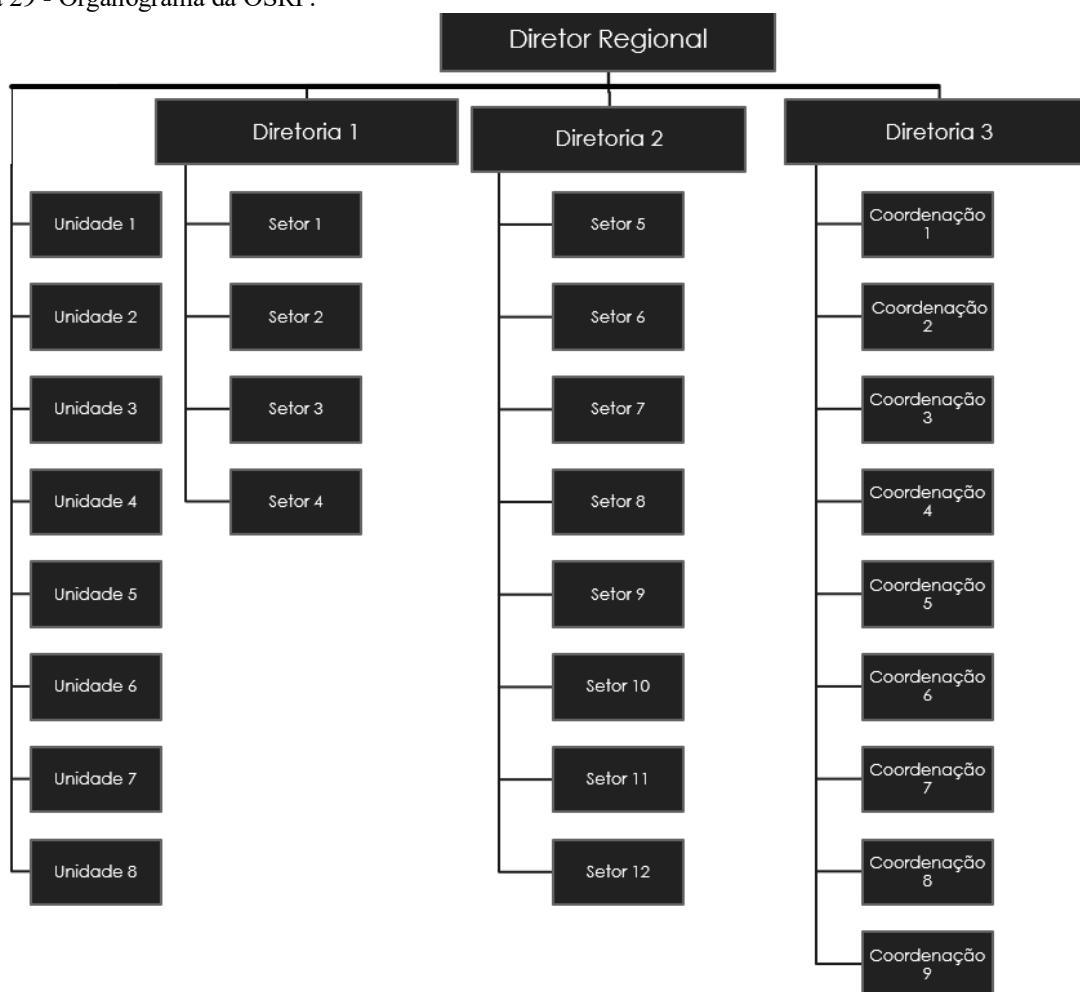 29 - Organograma da
Diretor Regional
Diretoria 1
Diretoria 2
Diretoria 3
Unidade 1
Unidade 2
Unidade 3
Unidade 4
Unidade 5
Unidade 6
Unidade 7
Unidade 8
Setor 1
Setor 2
Setor 3
Setor 4
Setor 5
Setor 6
Setor 7
Setor 8
Setor 9
Setor 10
Setor 11
Setor 12
Coordenação
1
Coordenação
2
Coordenação
3
Coordenação
4
Coordenação
5
Coordenação
6
Coordenação
7
Coordenação
8
Coordenação
9